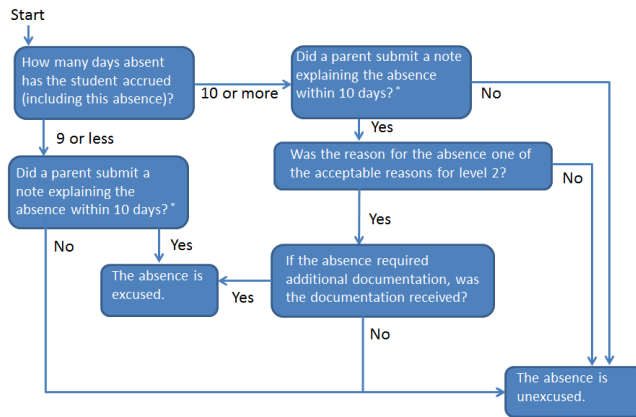 Start
How many days absent
has the student accrued
(including this absence)?
10 or more
Did a parent submit a note
explaining the absence
within 10 days?*
No
9 or less
Yes
Did a parent submit a
note explaining the
absence within 10 days?*
Was the reason for the absence one of
the acceptable reasons for level 2?
No
Yes
No
Yes
The absence is
excused.
Yes
If the absence required
additional documentation, was
the documentation received?
No
The absence is
unexcused.